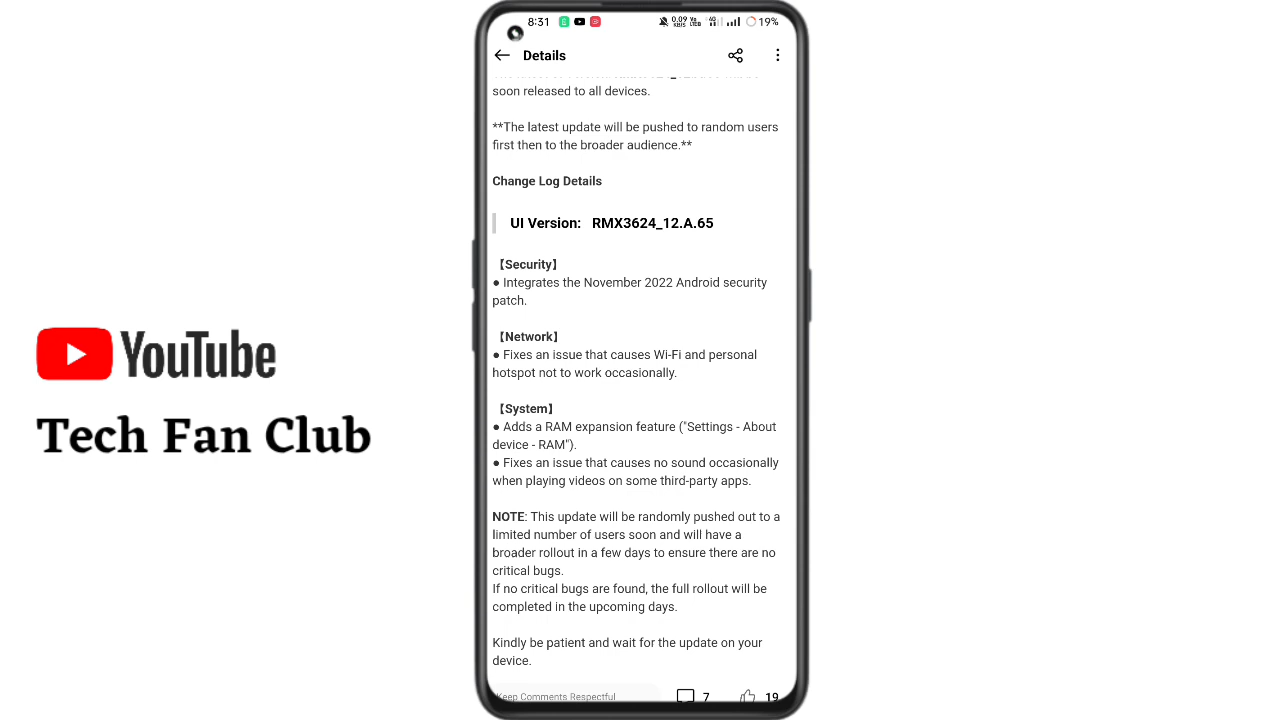 8:31
0.09 KB/S
Vo LTE
4G
19%
Details
soon released to all devices.
**The latest update will be pushed to random users
first then to the broader audience.**
Change Log Details
UI Version: RMX3624_12.A.65
【Security】
● Integrates the November 2022 Android security
patch.
【Network】
● Fixes an issue that causes Wi-Fi and personal
hotspot not to work occasionally.
【System】
● Adds a RAM expansion feature ("Settings - About
device - RAM").
● Fixes an issue that causes no sound occasionally
when playing videos on some third-party apps.
NOTE: This update will be randomly pushed out to a
limited number of users soon and will have a
broader rollout in a few days to ensure there are no
critical bugs.
If no critical bugs are found, the full rollout will be
completed in the upcoming days.
Kindly be patient and wait for the update on your
device.
Keep Comments Respectful
7
19
YouTube
Tech Fan Club